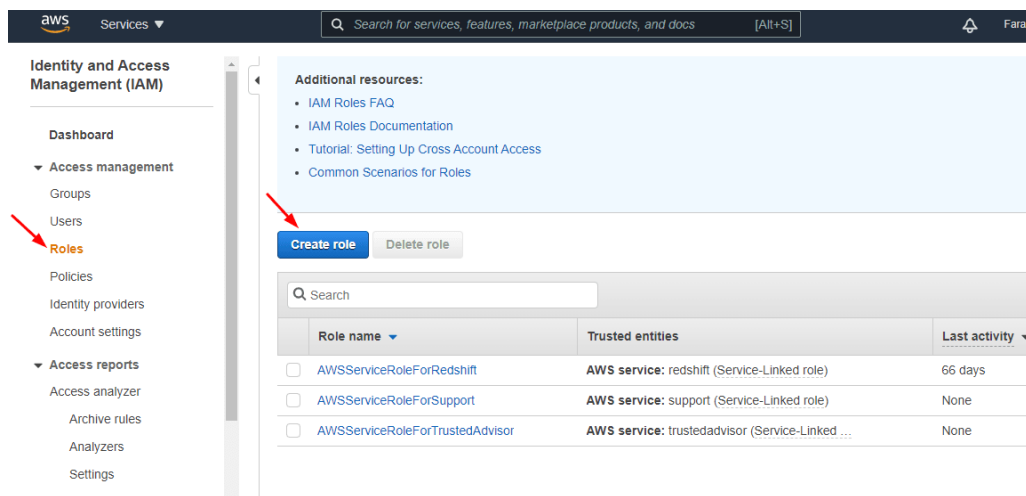 aws
Services ▼
Search for services, features, marketplace products, and docs [Alt+S]
Identity and Access
Management (IAM)
Dashboard
Access management
Groups
Users
Roles
Policies
Identity providers
Account settings
Access reports
Access analyzer
Archive rules
Analyzers
Settings
Additional resources:
• IAM Roles FAQ
• IAM Roles Documentation
• Tutorial: Setting Up Cross Account Access
• Common Scenarios for Roles
Create role Delete role
Search
Role name Trusted entities Last activity
AWSServiceRoleForRedshift AWS service: redshift (Service-Linked role) 66 days
AWSServiceRoleForSupport AWS service: support (Service-Linked role) None
AWSServiceRoleForTrustedAdvisor AWS service: trustedadvisor (Service-Linked ... None